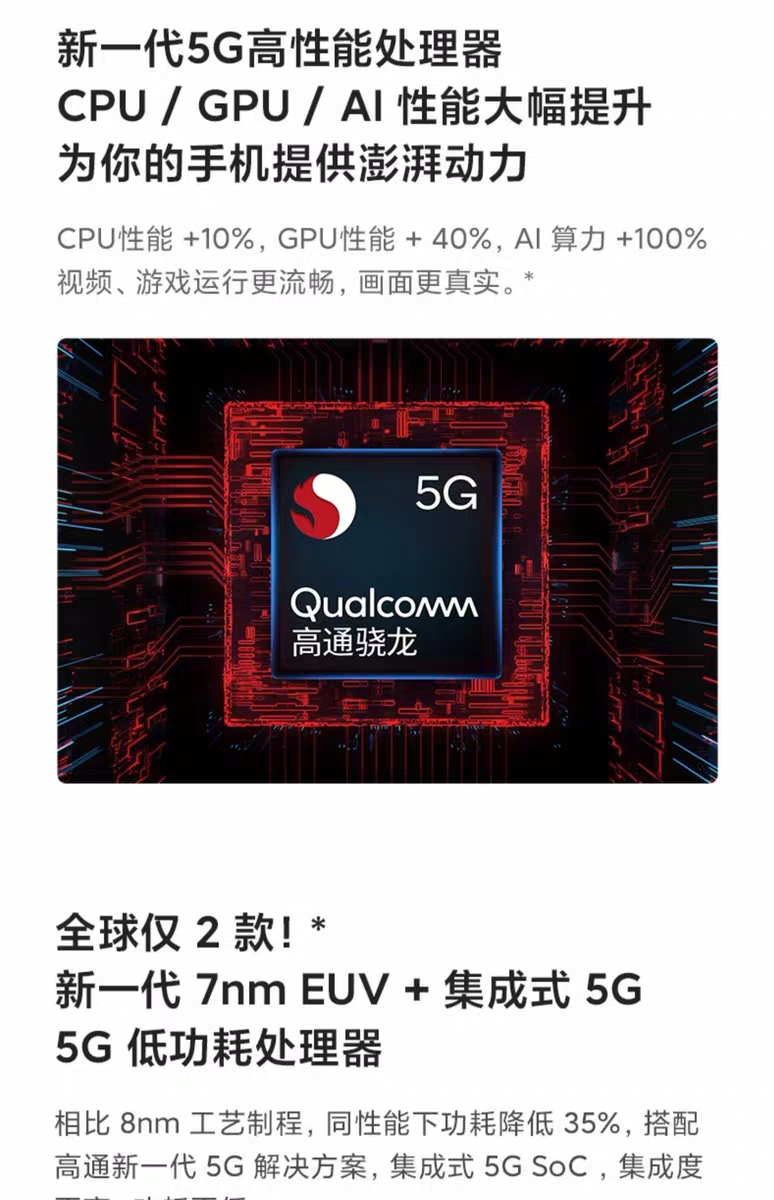 新一代5G高性能处理器
CPU / GPU / AI 性能大幅提升
为你的手机提供澎湃动力
CPU性能 +10%, GPU性能 + 40%, AI 算力 +100%
视频、游戏运行更流畅, 画面更真实。*
5G
Qualcomm
高通骁龙
全球仅 2 款! *
新一代 7nm EUV + 集成式 5G
5G 低功耗处理器
相比 8nm 工艺制程, 同性能下功耗降低 35%, 搭配
高通新一代 5G 解决方案, 集成式 5G SoC , 集成度